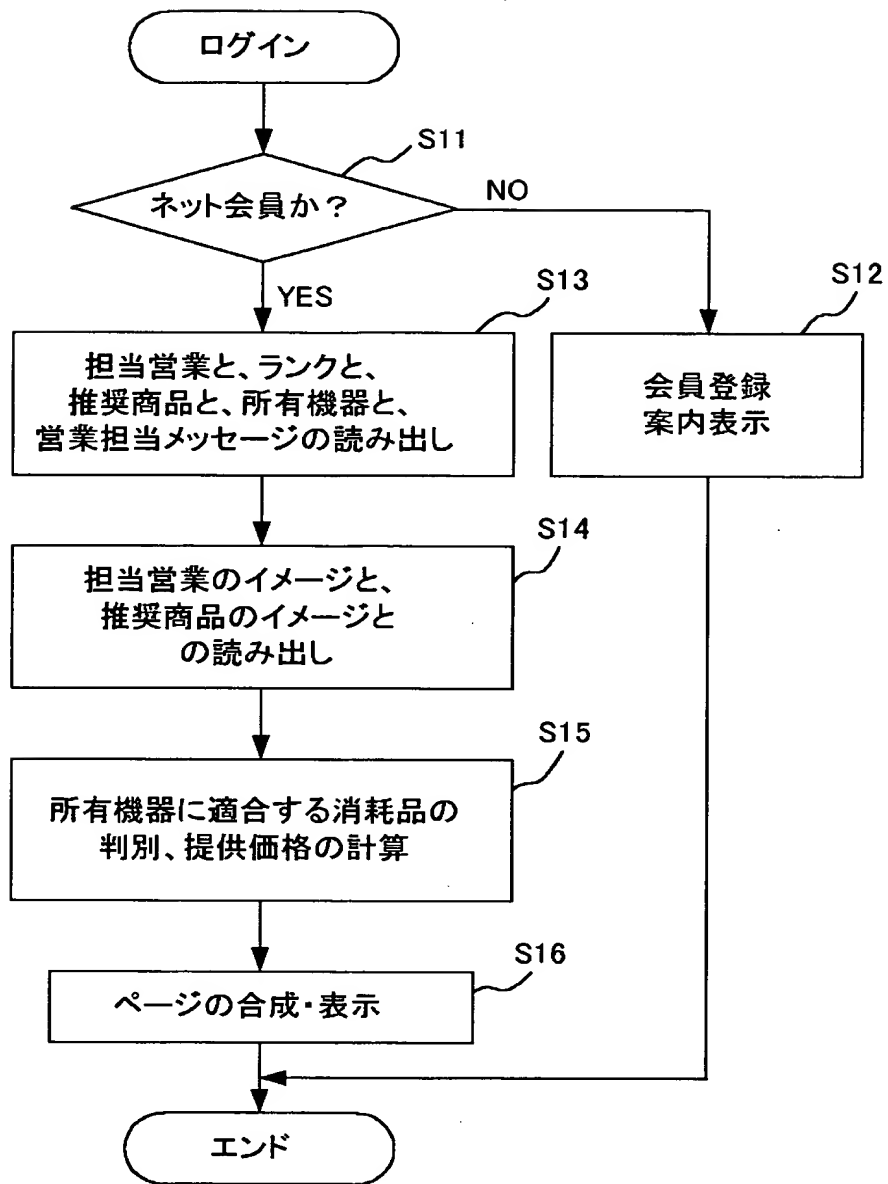 ログイン
S11
ネット会員か？
NO
YES
S13
S12
担当営業と、ランクと、
推奨商品と、所有機器と、
営業担当メッセージの読み出し
会員登録
案内表示
S14
担当営業のイメージと、
推奨商品のイメージと
の読み出し
S15
所有機器に適合する消耗品の
判別、提供価格の計算
S16
ページの合成・表示
エンド